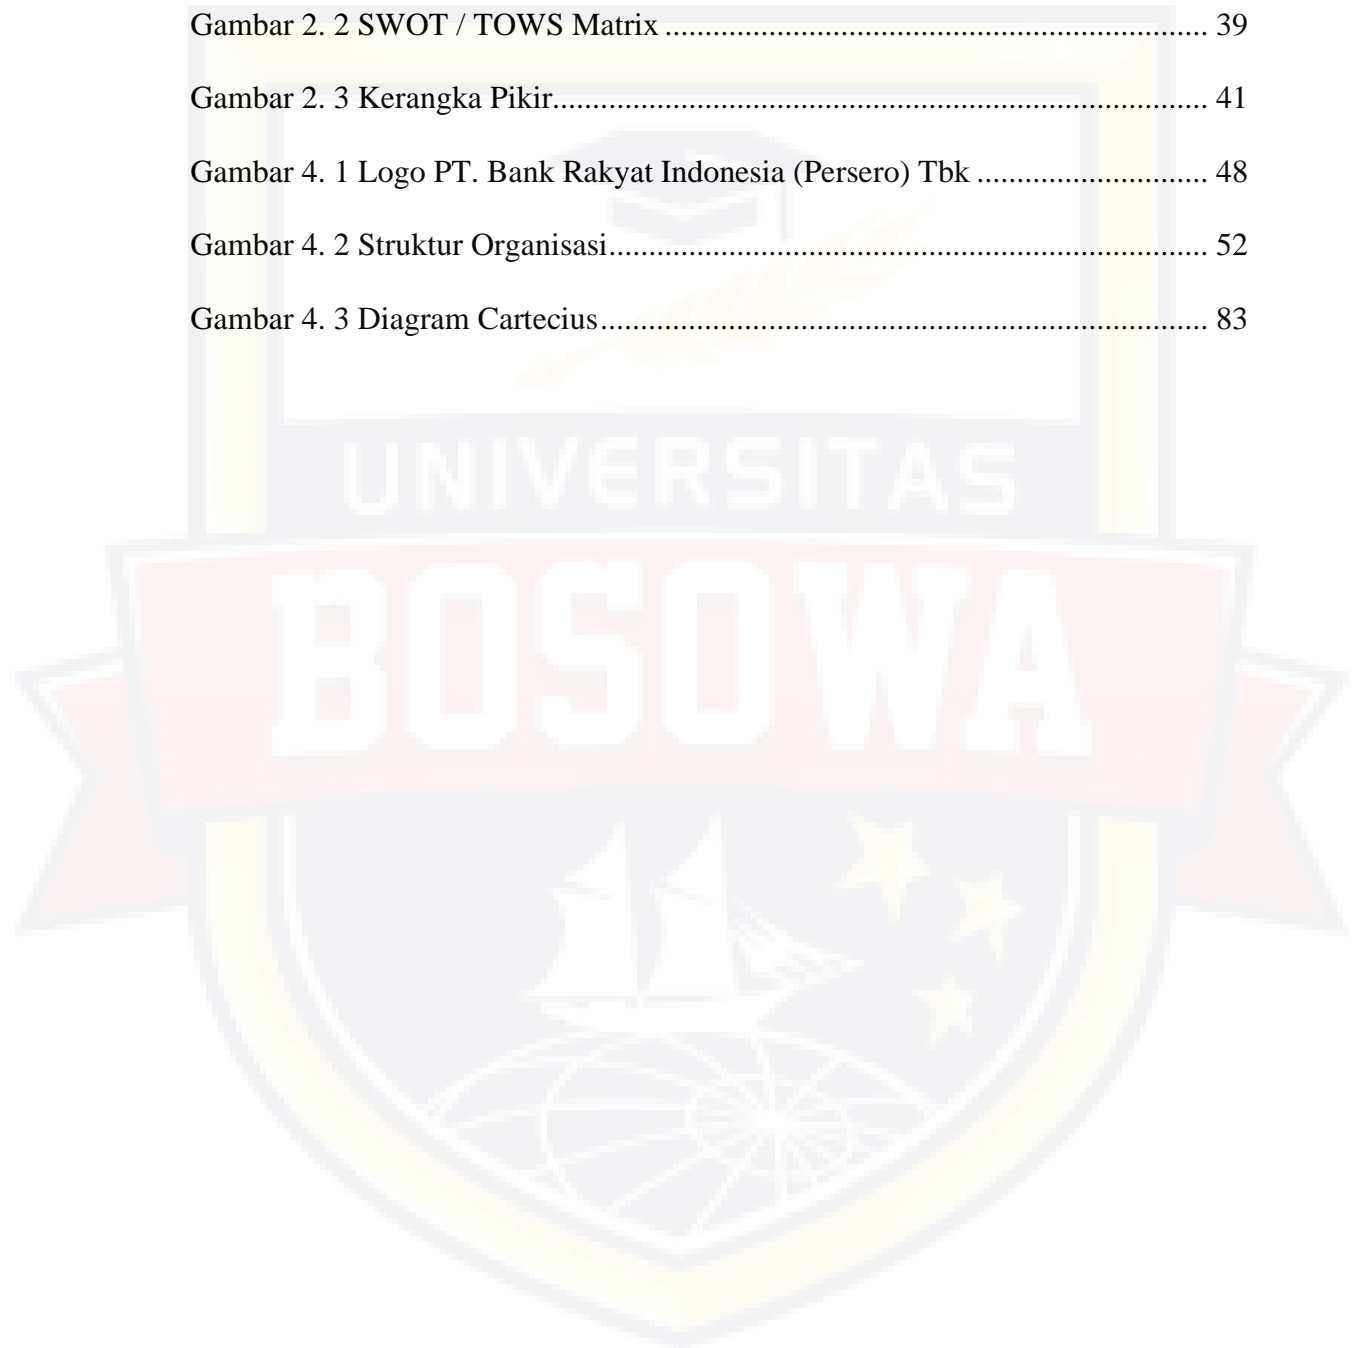 Gambar 2. 2 SWOT / TOWS Matrix .................................................................... 39
Gambar 2. 3 Kerangka Pikir.................................................................................. 41
Gambar 4. 1 Logo PT. Bank Rakyat Indonesia (Persero) Tbk ............................. 48
Gambar 4. 2 Struktur Organisasi........................................................................... 52
Gambar 4. 3 Diagram Cartecius............................................................................ 83
UNIVERSITAS
BOSOWA